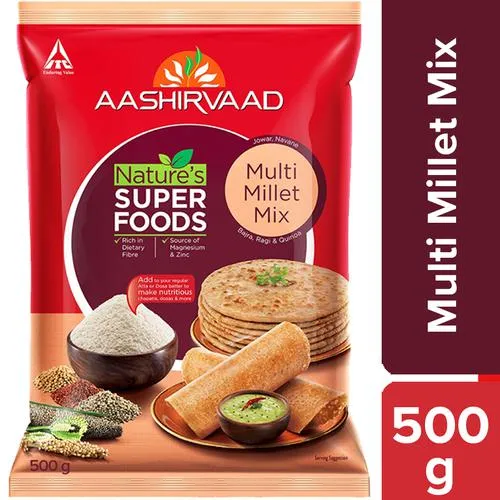 ITC
Enduring Value
AASHIRVAAD
Nature's
SUPER
FOODS
Rich in
Dietary
Fibre
Source of
Magnesium
& Zinc
Jowar, Navane
Multi
Millet
Mix
Bajra, Ragi & Quinoa
Add to your regular
Atta or Dosa batter to
make nutritious
chapatis, dosas & more
500 g
Serving Suggestion
Multi Millet Mix
500
g